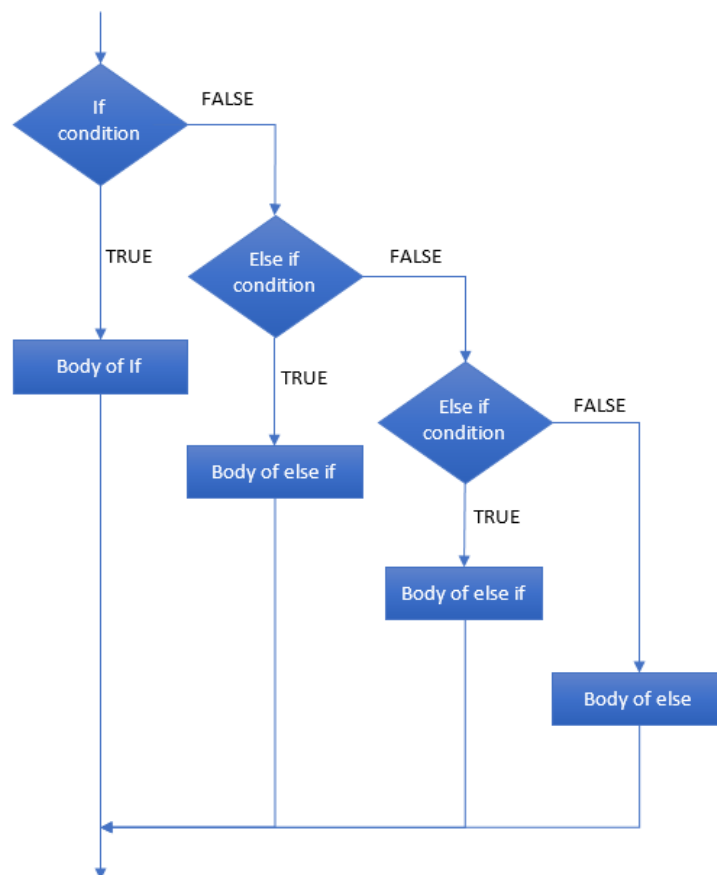 If
condition
FALSE
TRUE
Else if
condition
FALSE
Body of If
TRUE
Else if
condition
FALSE
Body of else if
TRUE
Body of else if
Body of else